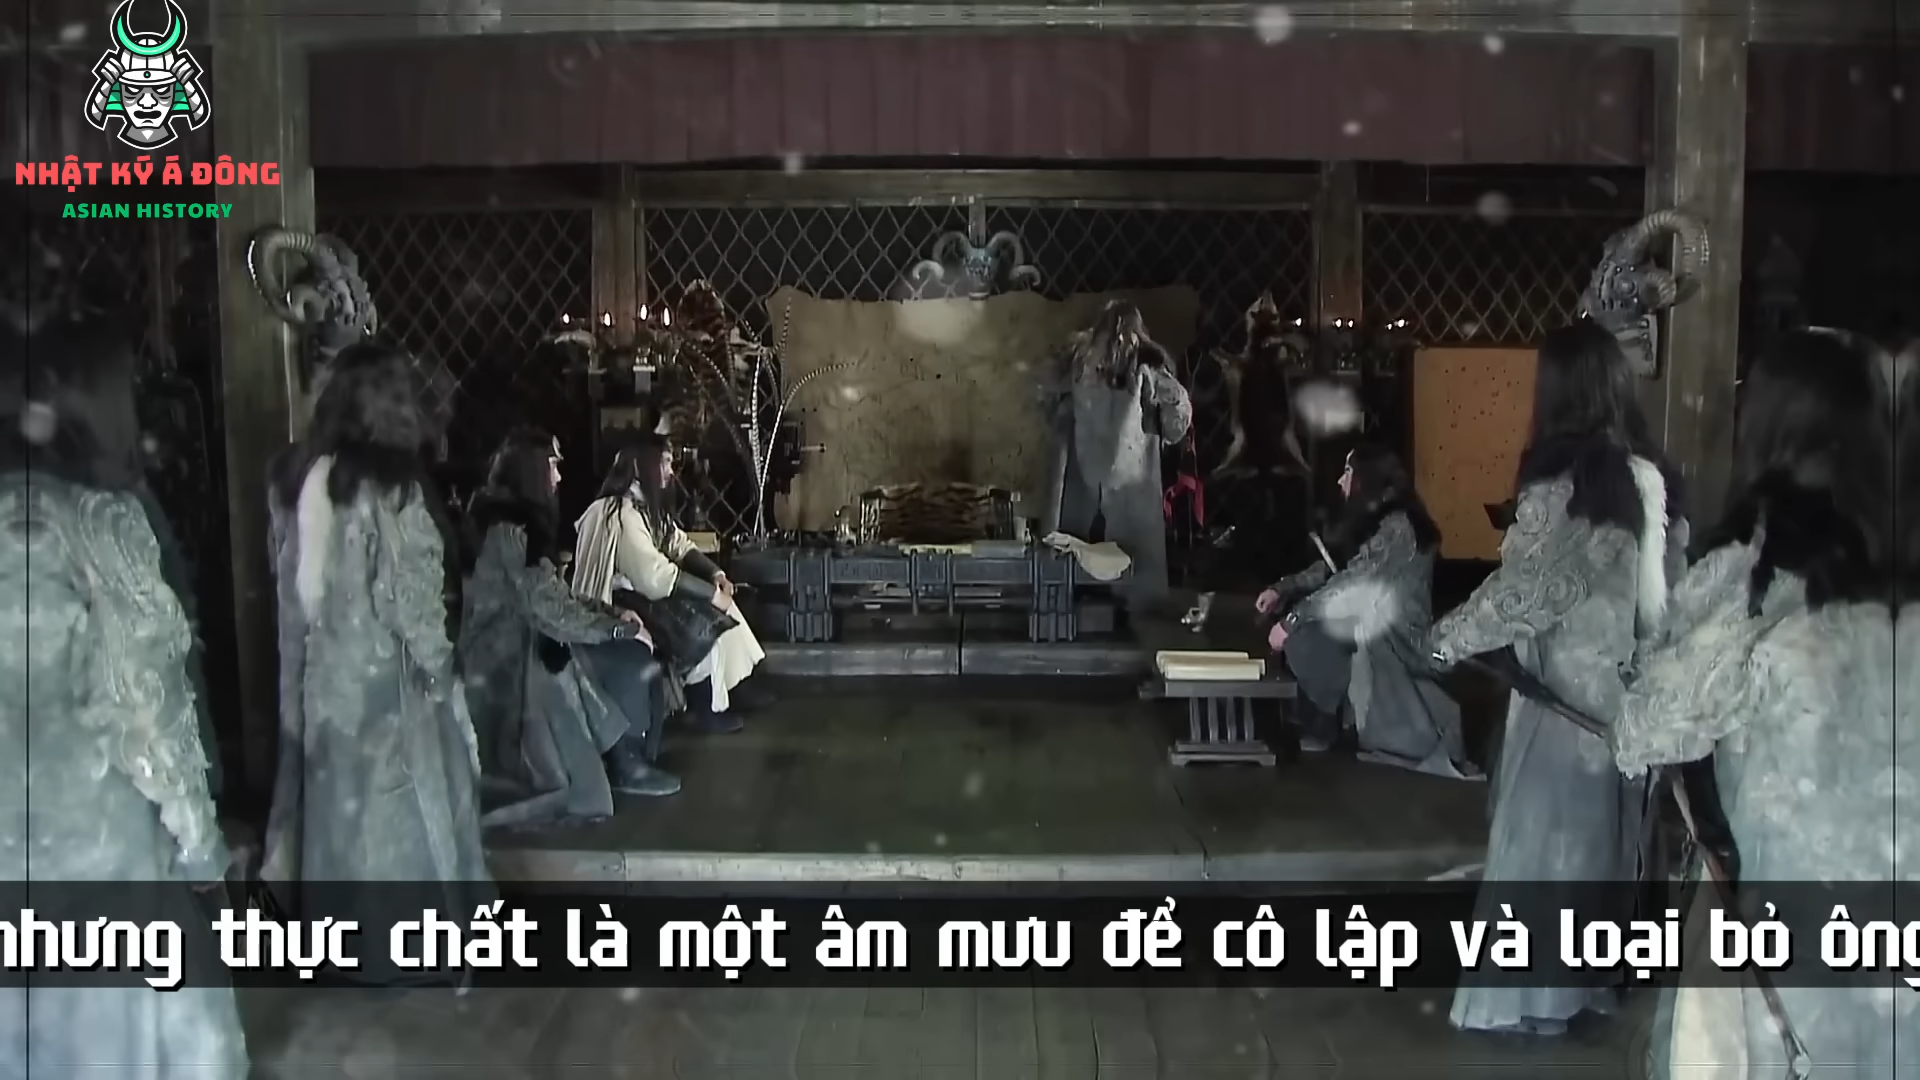 NHẬT KÝ Á ĐÔNG
ASIAN HISTORY
nhưng thực chất là một âm mưu để cô lập và loại bỏ ông